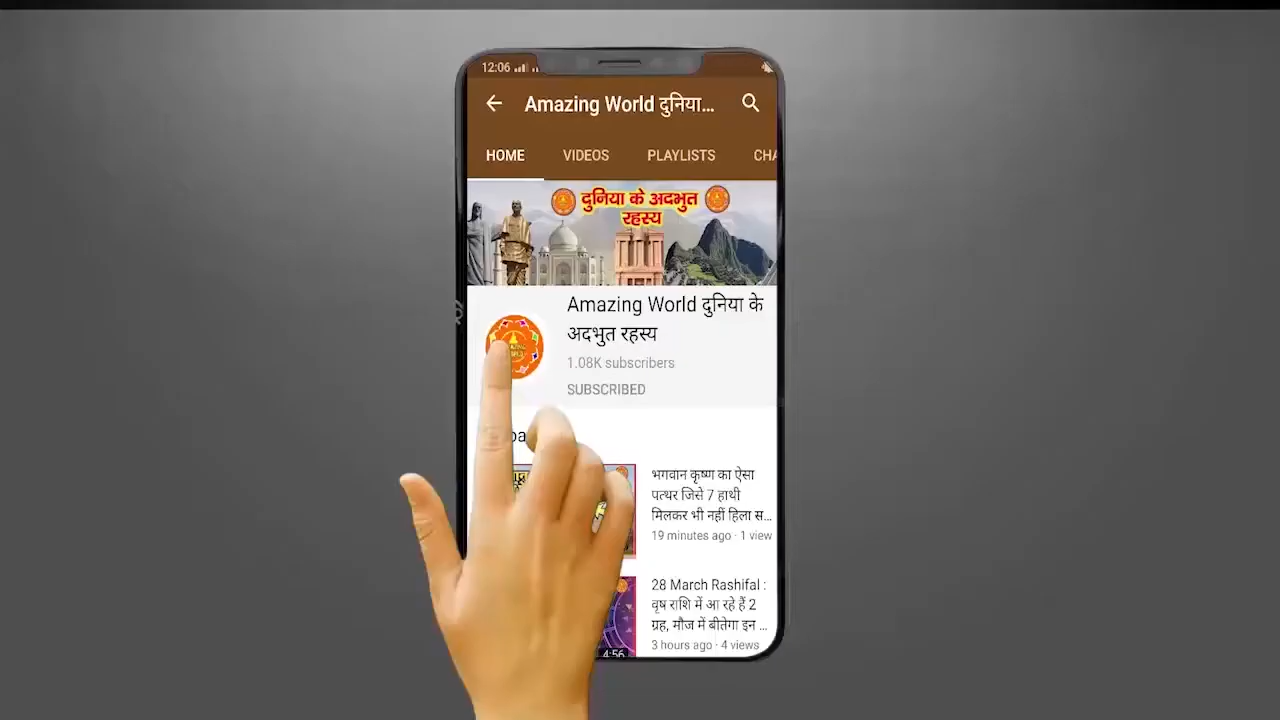 12:06
Amazing World दुनिया...
HOME VIDEOS PLAYLISTS CHA
दुनिया के अदभुत
रहस्य
Amazing World दुनिया के
अदभुत रहस्य
1.08K subscribers
SUBSCRIBED
भगवान कृष्ण का ऐसा
पत्थर जिसे 7 हाथी
मिलकर भी नहीं हिला स...
19 minutes ago · 1 view
28 March Rashifal :
वृष राशि में आ रहे हैं 2
ग्रह, मौज में बीतेगा इन ...
3 hours ago · 4 views
4:56